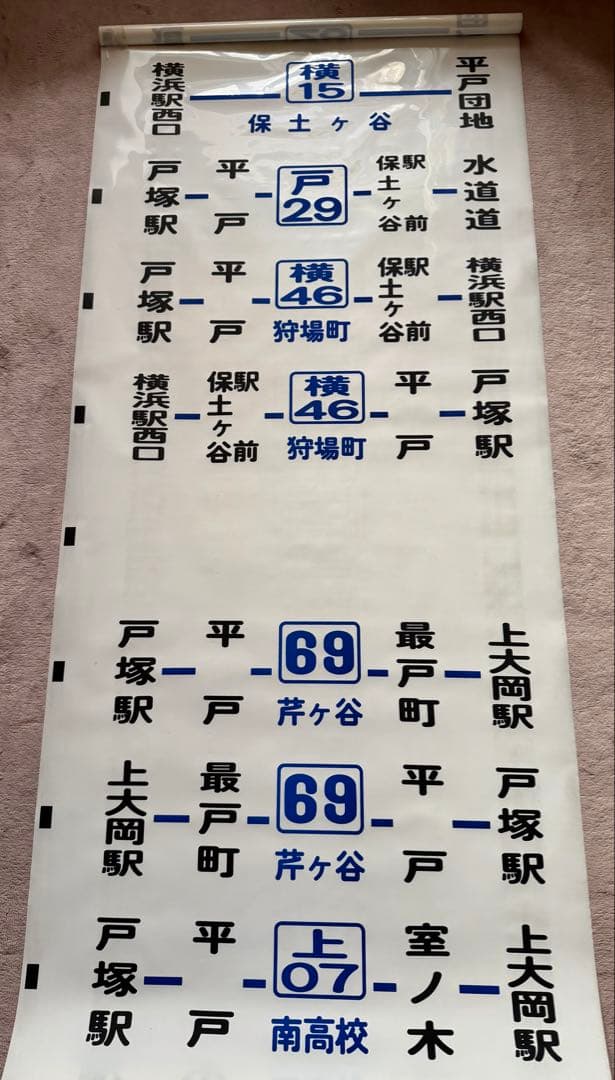 横浜駅西口 横15 平戸団地
保土ヶ谷
戸塚駅 平戸 戸29 保土ヶ谷駅前 水道道
戸塚駅 平戸 横46 保土ヶ谷駅前 横浜駅西口
狩場町
横浜駅西口 保土ヶ谷駅前 横46 平戸 戸塚駅
狩場町
戸塚駅 平戸 69 最戸町 上大岡駅
芹ヶ谷
上大岡駅 最戸町 69 平戸 戸塚駅
芹ヶ谷
戸塚駅 平戸 上07 室ノ木 上大岡駅
南高校